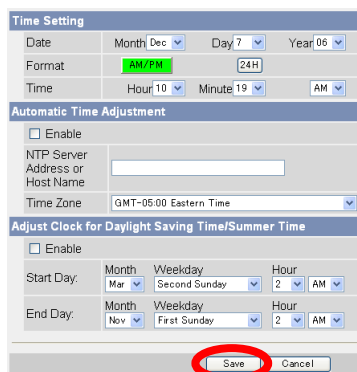 Time Setting
Date Month Dec Day 7 Year 06
Format AM/PM 24H
Time Hour 10 Minute 19 AM
Automatic Time Adjustment
Enable
NTP Server
Address or
Host Name
Time Zone GMT-05:00 Eastern Time
Adjust Clock for Daylight Saving Time/Summer Time
Enable
Month Weekday Hour
Start Day: Mar Second Sunday 2 AM
Month Weekday Hour
End Day: Nov First Sunday 2 AM
Save Cancel